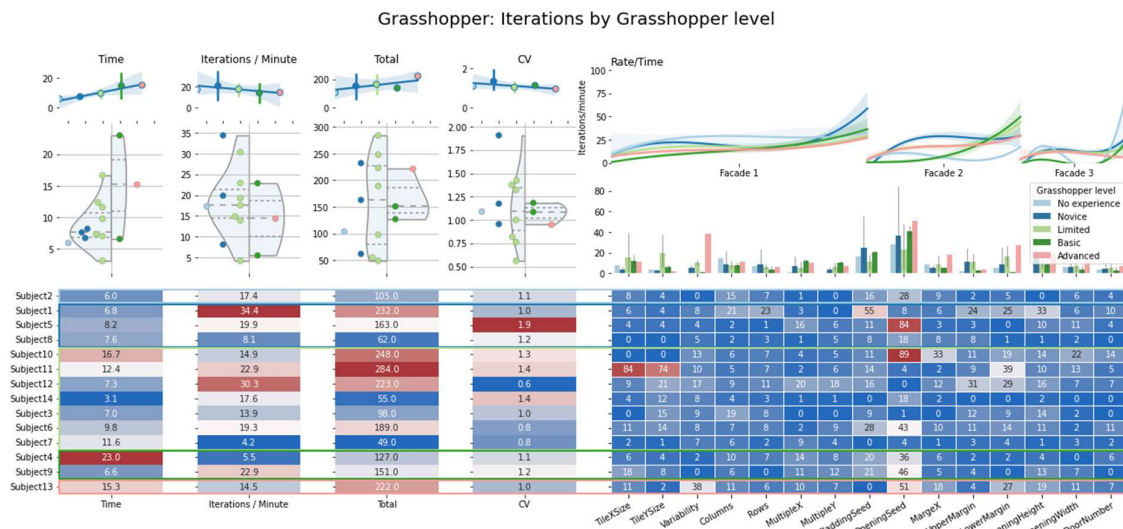 Grasshopper: Iterations by Grasshopper level
Time
Iterations / Minute
Total
CV
Rate/Time
20
0
20
0
200
0
2
1
0
100
75
50
25
0
Iterations/minute
Facade 1
Facade 2
Facade 3
20
15
10
5
35
30
25
20
15
10
5
300
250
200
150
100
50
2.00
1.75
1.50
1.25
1.00
0.75
0.50
80
60
40
20
0
Grasshopper level
No experience
Novice
Limited
Basic
Advanced
Subject2 6.0 17.4 105.0 1.1 8 4 0 15 7 1 0 16 28 9 2 5 0 6 4
Subject1 6.8 34.4 232.0 1.0 6 4 8 21 23 3 0 55 8 6 24 25 33 6 10
Subject5 8.2 19.9 163.0 1.9 4 4 4 2 1 16 6 11 84 3 3 0 10 11 4
Subject8 7.6 8.1 62.0 1.2 0 0 5 2 3 1 5 8 18 8 8 1 1 2 0
Subject10 16.7 14.9 248.0 1.3 0 0 13 6 7 4 5 11 89 33 11 19 14 22 14
Subject11 12.4 22.9 284.0 1.4 84 74 10 5 7 6 6 14 4 2 9 39 10 13 5
Subject12 7.3 30.3 223.0 0.6 9 21 17 9 11 20 18 16 0 17 31 29 16 7 7
Subject14 3.1 17.6 55.0 1.4 4 12 8 4 3 1 2 0 18 2 0 0 0 2 0
Subject3 7.0 13.9 98.0 1.0 0 15 9 19 8 0 0 9 1 0 12 9 14 2 0
Subject6 9.8 19.3 189.0 0.8 11 14 8 7 8 2 9 28 43 10 11 14 11 2 11
Subject7 11.6 4.2 49.0 0.8 2 1 7 6 2 9 4 0 4 1 3 4 1 3 2
Subject4 23.0 5.5 127.0 1.1 6 4 2 10 7 14 8 20 36 6 2 4 2 0 6
Subject9 6.6 22.9 151.0 1.2 18 8 6 0 11 12 21 46 5 0 4 13 7 0
Subject13 15.3 14.5 222.0 1.0 11 2 38 11 6 10 7 0 51 18 4 27 19 11 7
Time
Iterations / Minute
Total
CV
TileXSize
TileYSize
Variability
Columns
Rows
MultipleX
MultipleY
MargeX